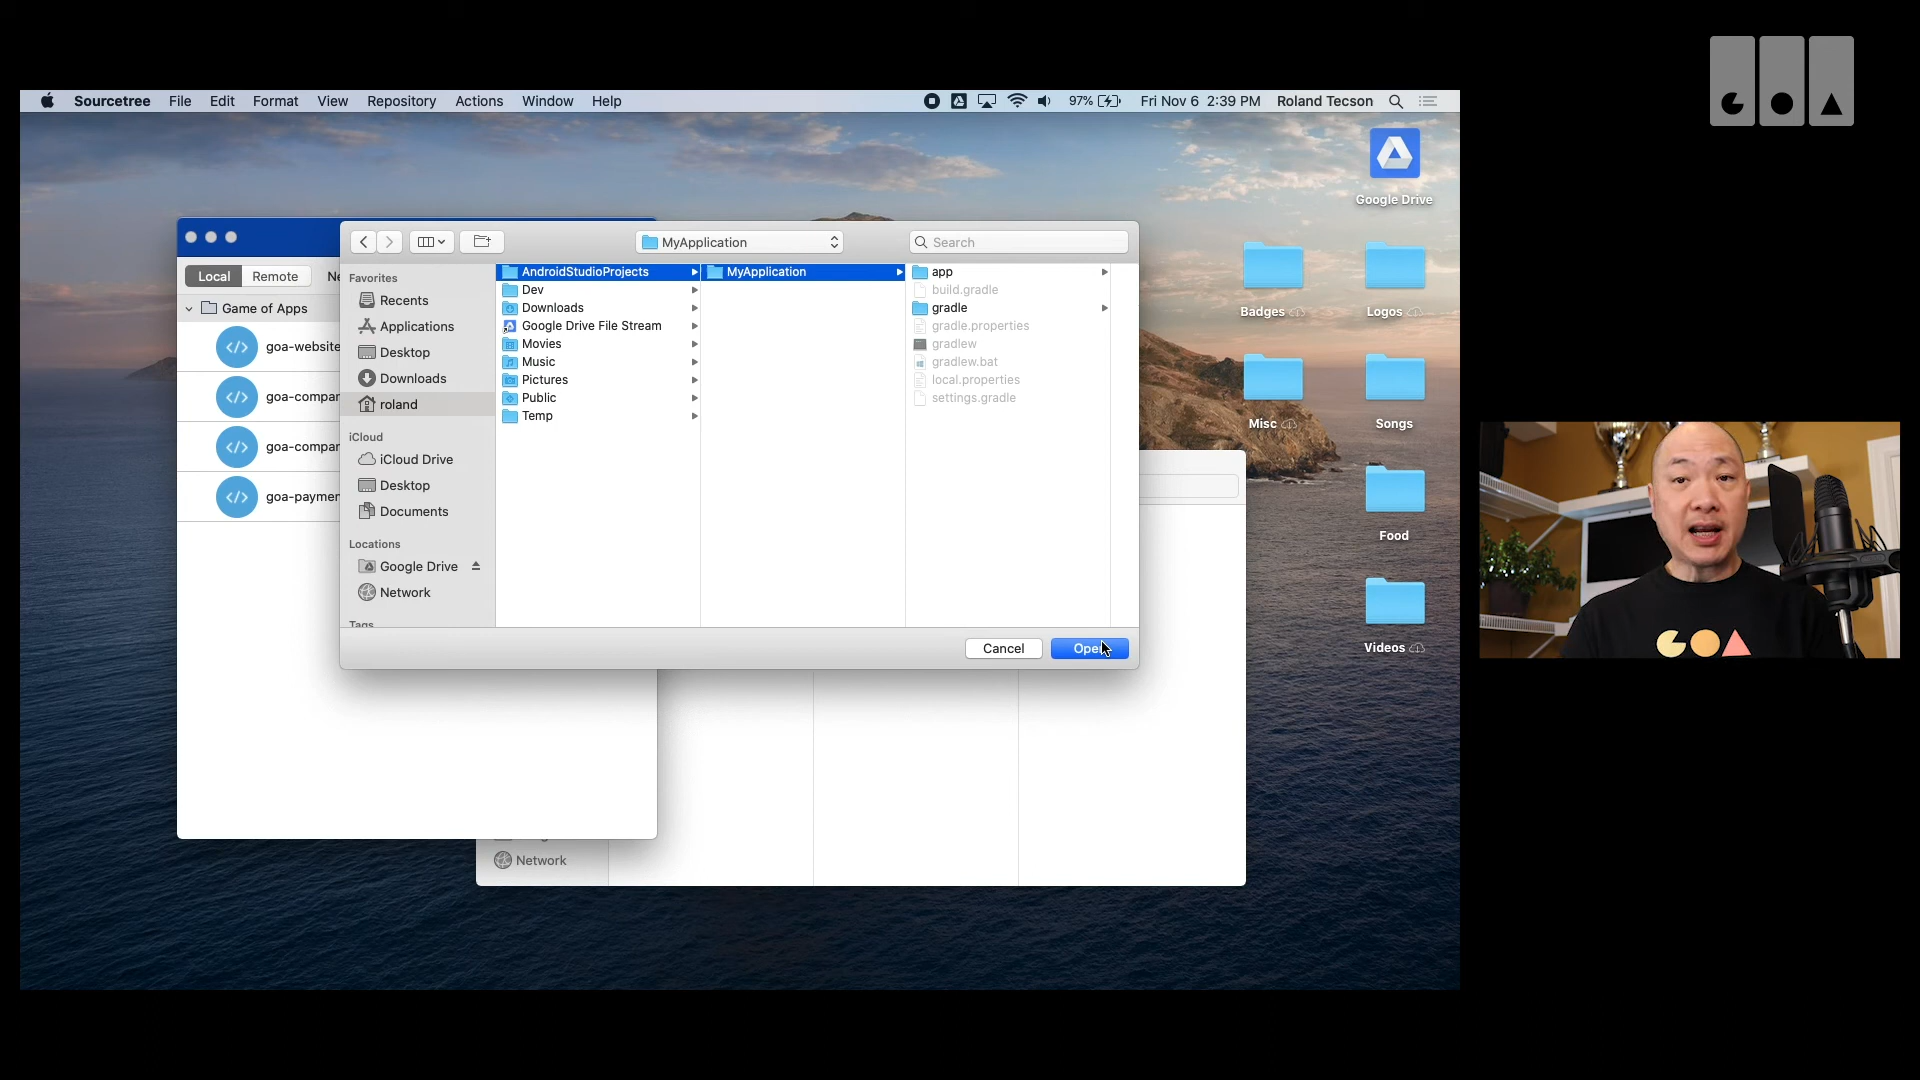 Sourcetree File Edit Format View Repository Actions Window Help
97% Fri Nov 6 2:39 PM Roland Tecson
Google Drive
Badges
Logos
Misc
Songs
Food
Videos
Local Remote
Game of Apps
goa-website
MyApplication
Search
Favorites
Recents
Applications
Desktop
Downloads
roland
iCloud
iCloud Drive
Desktop
Documents
Locations
Google Drive
Network
Tags
AndroidStudioProjects
Dev
Downloads
Google Drive File Stream
Movies
Music
Pictures
Public
Temp
MyApplication
app
build.gradle
gradle
gradle.properties
gradlew
gradlew.bat
local.properties
settings.gradle
Cancel
Open
Network